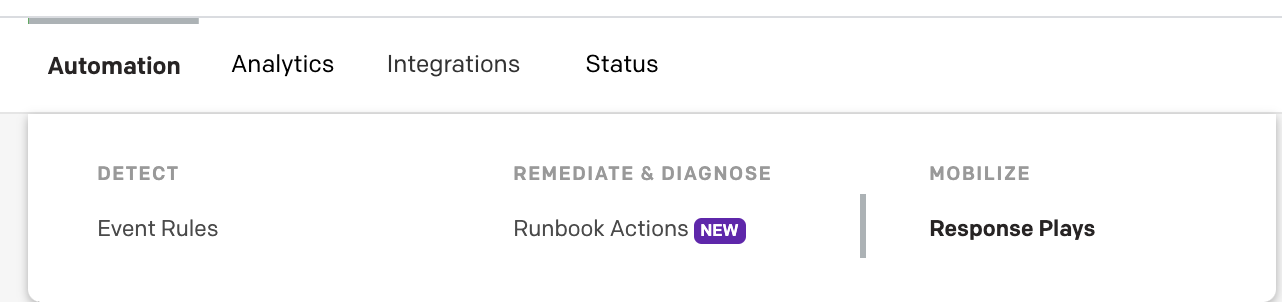 Automation Analytics Integrations Status
DETECT REMEDIATE & DIAGNOSE MOBILIZE
Event Rules Runbook Actions NEW Response Plays